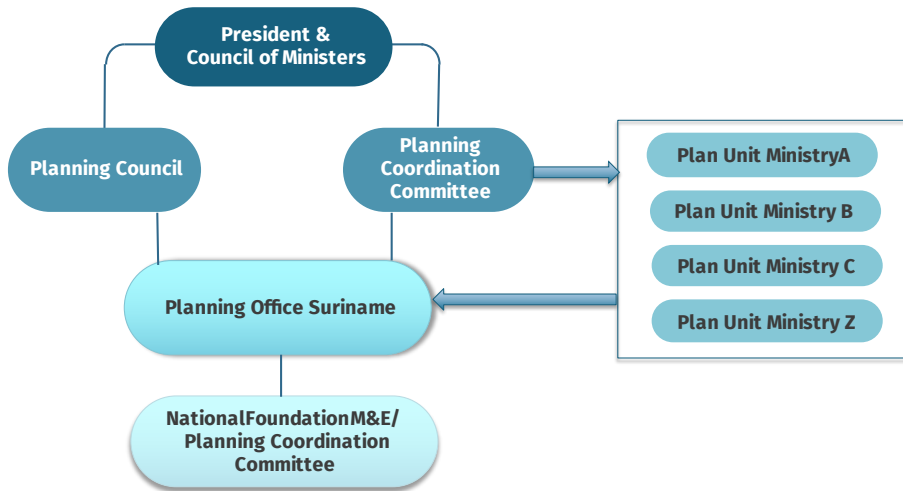 President &
Council of Ministers
Planning Council
Planning
Coordination
Committee
Plan Unit MinistryA
Plan Unit Ministry B
Plan Unit Ministry C
Plan Unit Ministry Z
Planning Office Suriname
NationalFoundationM&E/
Planning Coordination
Committee